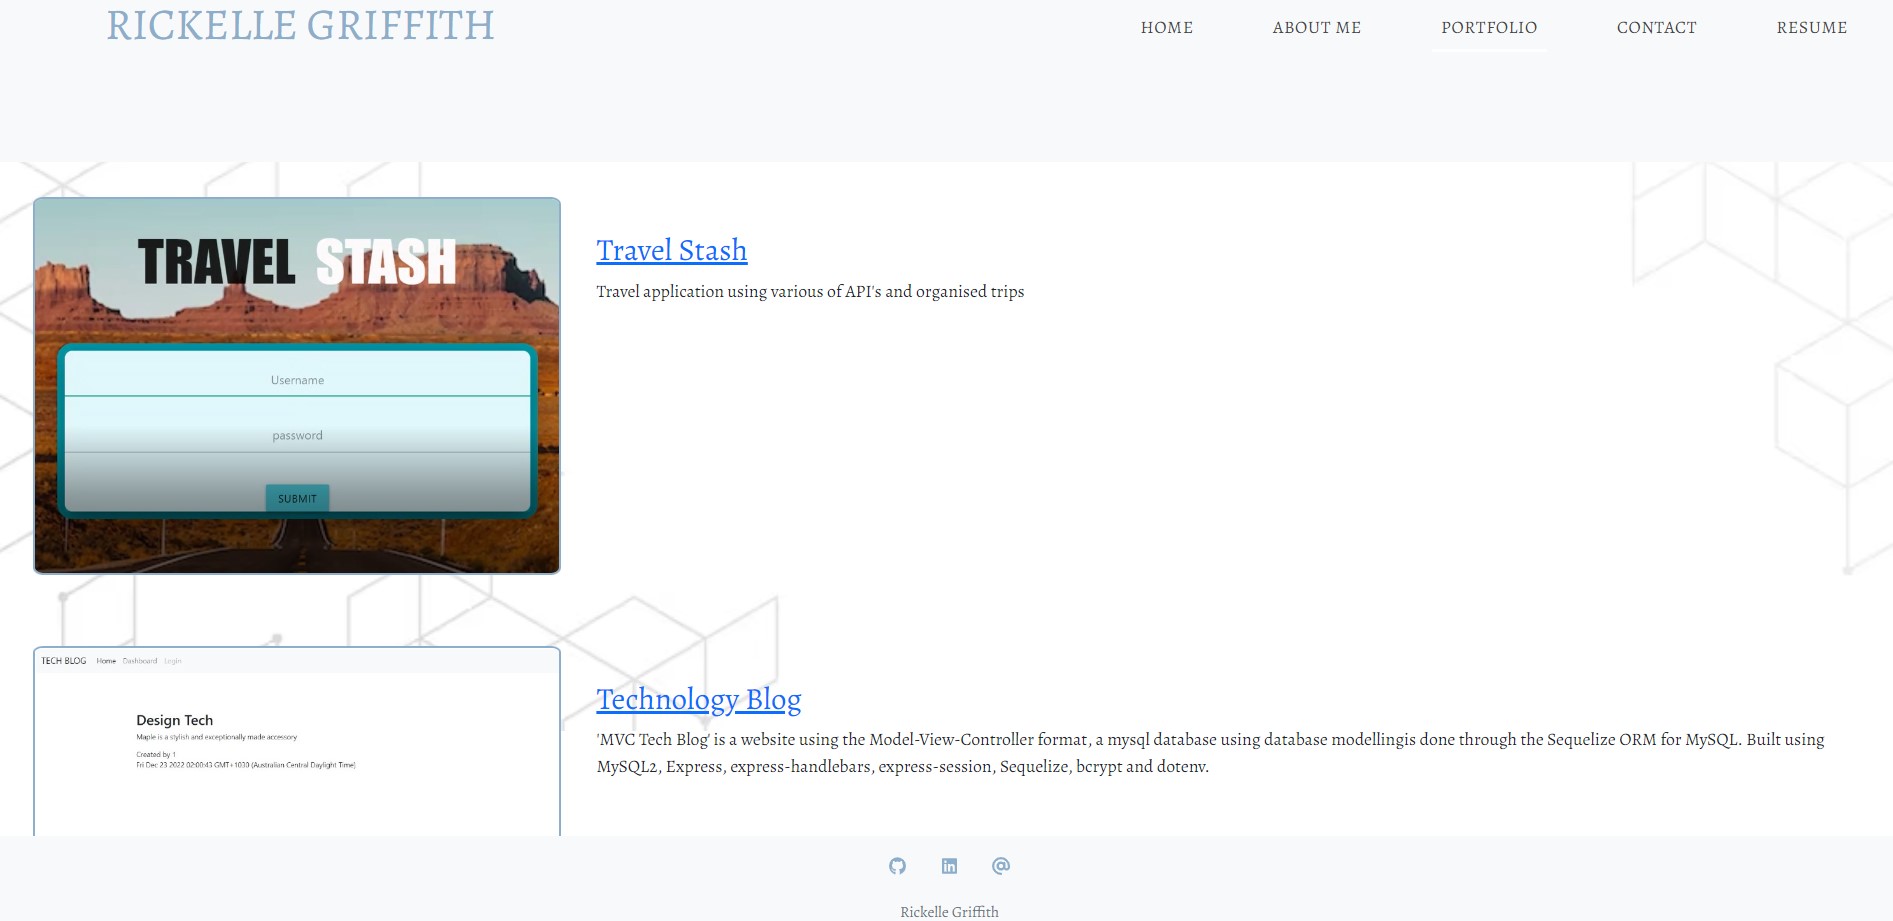 RICKELLE GRIFFITH
HOME ABOUT ME PORTFOLIO CONTACT RESUME
TRAVEL STASH
Username
password
SUBMIT
Travel Stash
Travel application using various of API's and organised trips
TECH BLOG Home Dashboard Login
Design Tech
Maple is a stylish and exceptionally made accessory
Created by 1
Fri Dec 23 2022 02:00:43 GMT+1030 (Australian Central Daylight Time)
Technology Blog
'MVC Tech Blog' is a website using the Model-View-Controller format, a mysql database using database modellingis done through the Sequelize ORM for MySQL. Built using
MySQL2, Express, express-handlebars, express-session, Sequelize, bcrypt and dotenv.
Rickelle Griffith